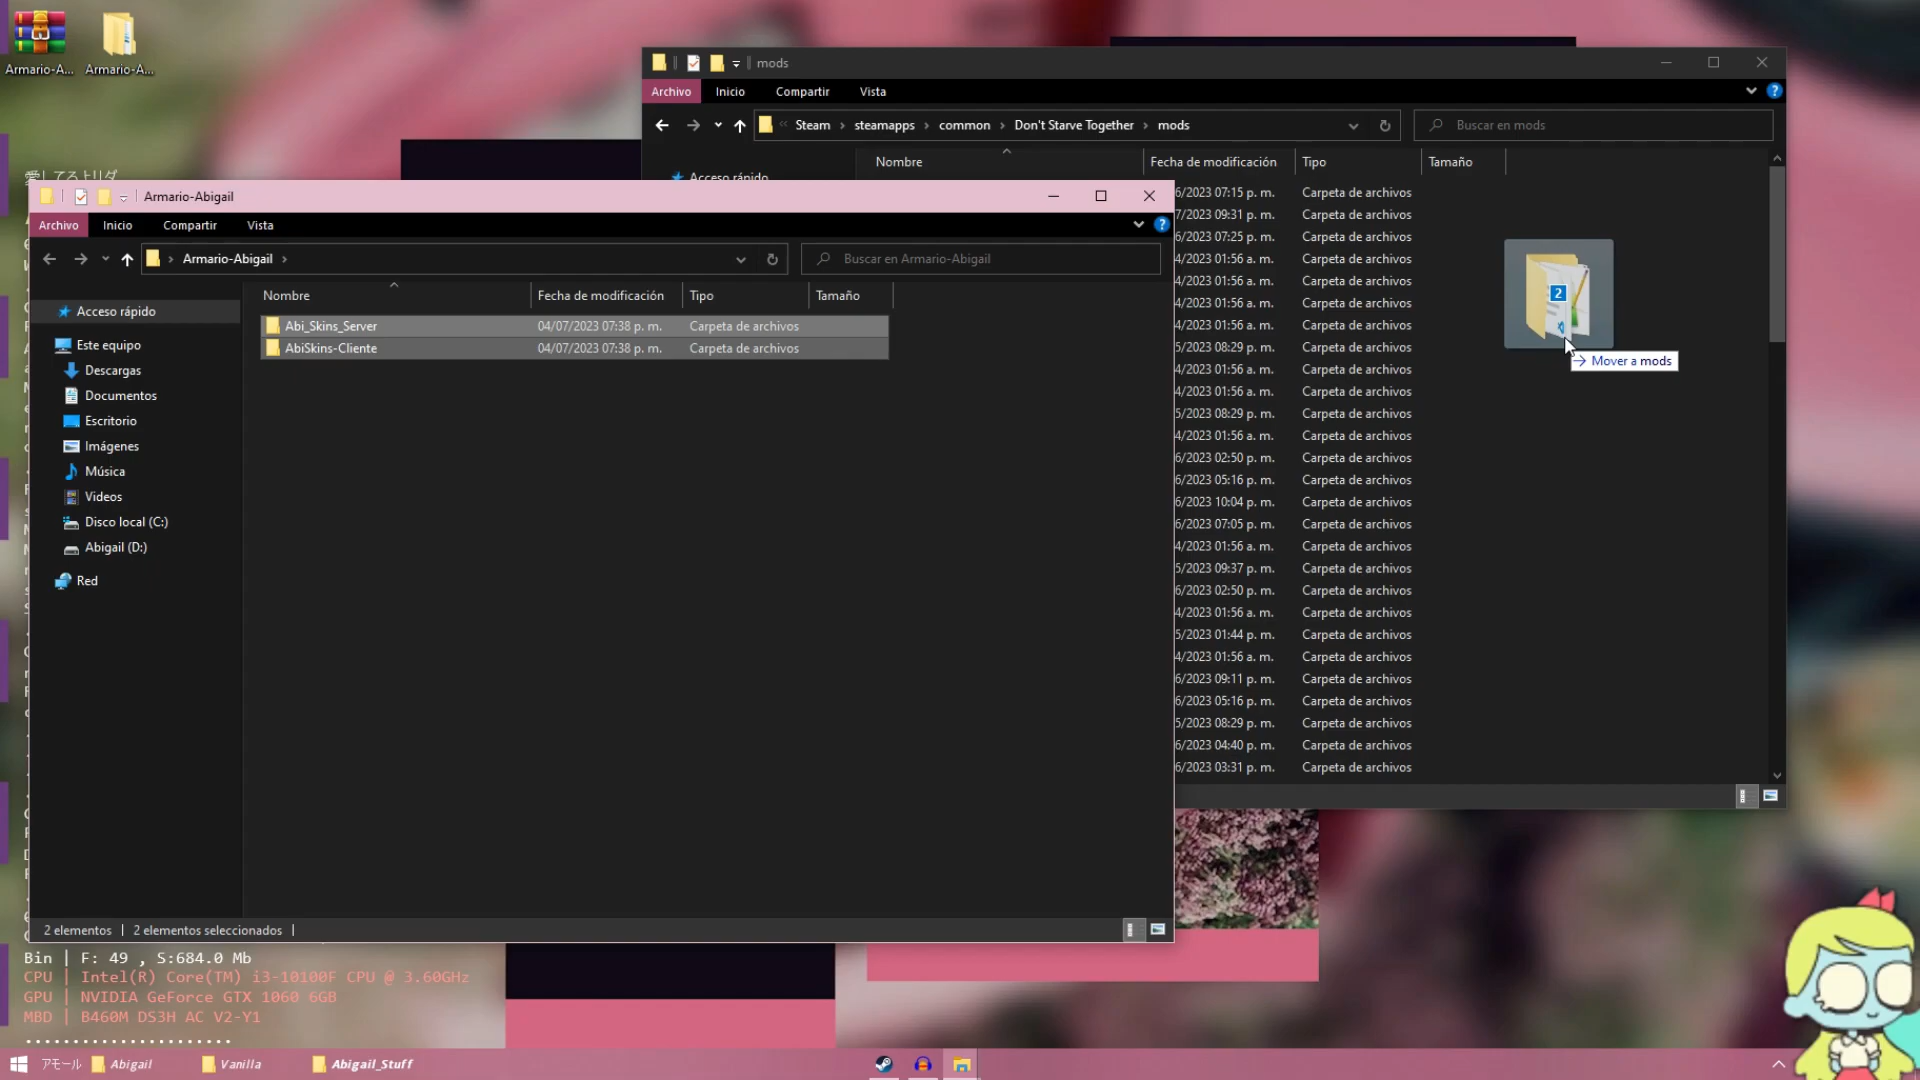 Armario-A...
Armario-A...
mods
Archivo
Inicio
Compartir
Vista
Steam
steamapps
common
Don't Starve Together
mods
Buscar en mods
Nombre
Fecha de modificación
Tipo
Tamaño
Acceso rápido
6/2023 07:15 p. m. Carpeta de archivos
7/2023 09:31 p. m. Carpeta de archivos
6/2023 07:25 p. m. Carpeta de archivos
4/2023 01:56 a. m. Carpeta de archivos
4/2023 01:56 a. m. Carpeta de archivos
4/2023 01:56 a. m. Carpeta de archivos
4/2023 01:56 a. m. Carpeta de archivos
5/2023 08:29 p. m. Carpeta de archivos
4/2023 01:56 a. m. Carpeta de archivos
4/2023 01:56 a. m. Carpeta de archivos
5/2023 08:29 p. m. Carpeta de archivos
4/2023 01:56 a. m. Carpeta de archivos
6/2023 02:50 p. m. Carpeta de archivos
6/2023 05:16 p. m. Carpeta de archivos
6/2023 10:04 p. m. Carpeta de archivos
6/2023 07:05 p. m. Carpeta de archivos
4/2023 01:56 a. m. Carpeta de archivos
5/2023 09:37 p. m. Carpeta de archivos
6/2023 02:50 p. m. Carpeta de archivos
4/2023 01:56 a. m. Carpeta de archivos
5/2023 01:44 p. m. Carpeta de archivos
4/2023 01:56 a. m. Carpeta de archivos
6/2023 09:11 p. m. Carpeta de archivos
6/2023 05:16 p. m. Carpeta de archivos
5/2023 08:29 p. m. Carpeta de archivos
6/2023 04:40 p. m. Carpeta de archivos
6/2023 03:31 p. m. Carpeta de archivos
2
Mover a mods
Armario-Abigail
Archivo
Inicio
Compartir
Vista
Armario-Abigail
Buscar en Armario-Abigail
Nombre
Fecha de modificación
Tipo
Tamaño
Abi_Skins_Server 04/07/2023 07:38 p. m. Carpeta de archivos
AbiSkins-Cliente 04/07/2023 07:38 p. m. Carpeta de archivos
Acceso rápido
Este equipo
Descargas
Documentos
Escritorio
Imágenes
Música
Videos
Disco local (C:)
Abigail (D:)
Red
2 elementos
2 elementos seleccionados
Bin | F: 49 , S:684.0 Mb
CPU | Intel(R) Core(TM) i3-10100F CPU @ 3.60GHz
GPU | NVIDIA GeForce GTX 1060 6GB
MBD | B460M DS3H AC V2-Y1
アモール
Abigail
Vanilla
Abigail_Stuff